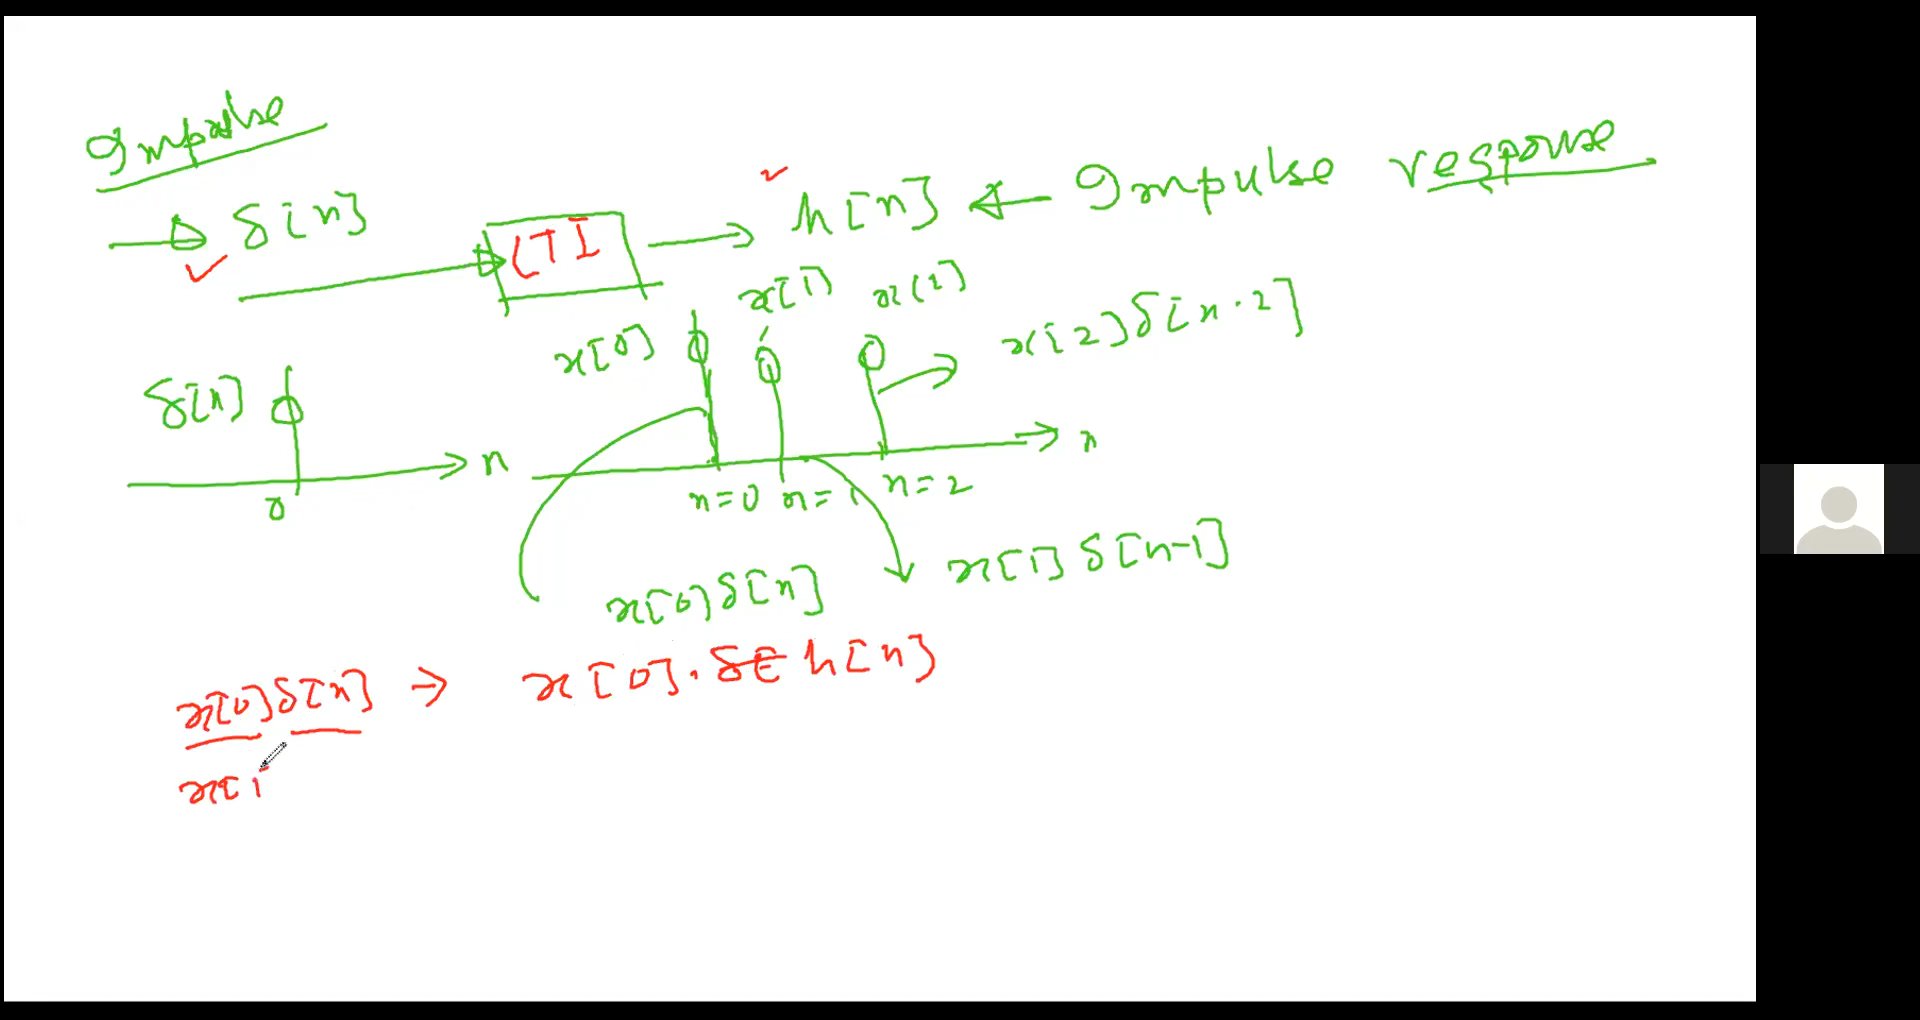 Impulse
δ[n]
LTI
h[n] ← Impulse response
x[0]
x[1]
x[2]
x[2]δ[n-2]
δ[n]
n
0
n
n=0 n=1 n=2
x[0]δ[n]
x[1]δ[n-1]
x[0]δ[n] → x[0]. δ[ h[n]
x[1